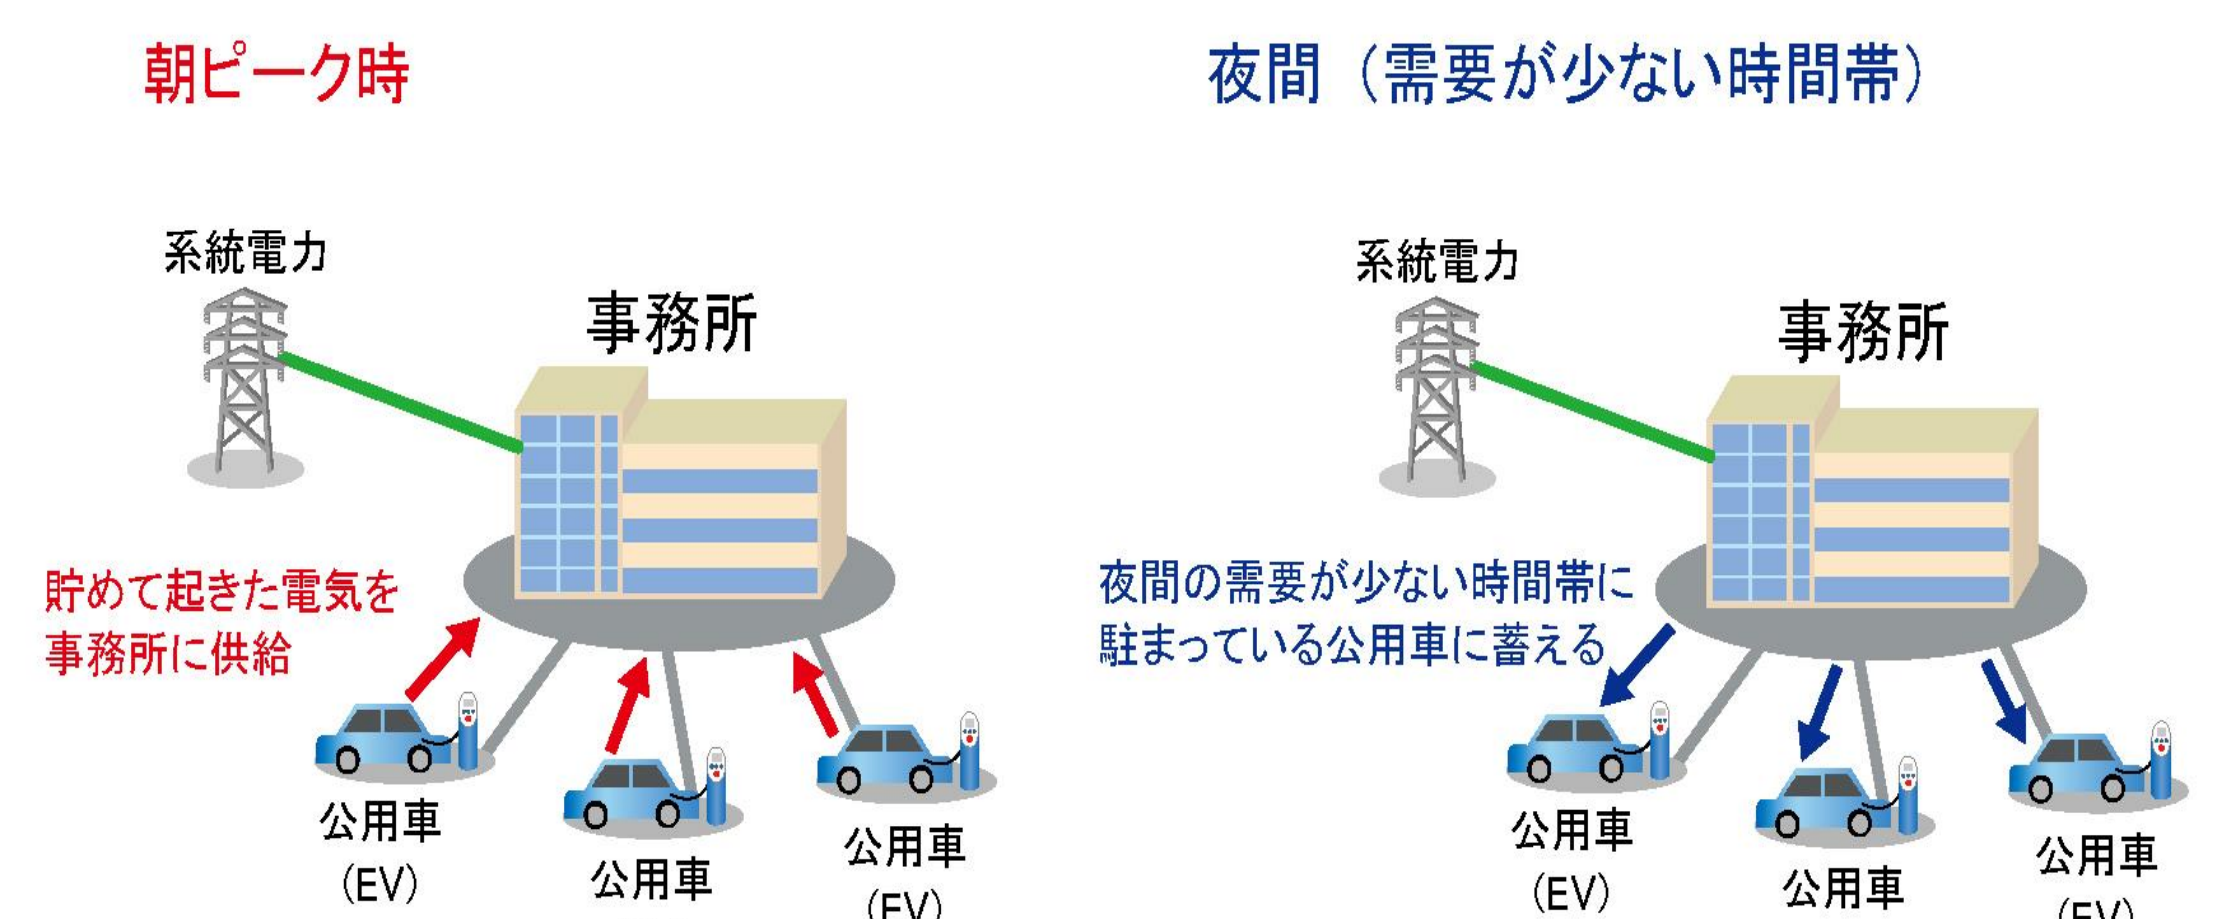 朝ピーク時
系統電力
事務所
貯めて起きた電気を
事務所に供給
公用車
(EV)
公用車
公用車
(EV)
夜間（需要が少ない時間帯）
系統電力
事務所
夜間の需要が少ない時間帯に
駐まっている公用車に蓄える
公用車
(EV)
公用車
公用車
(EV)